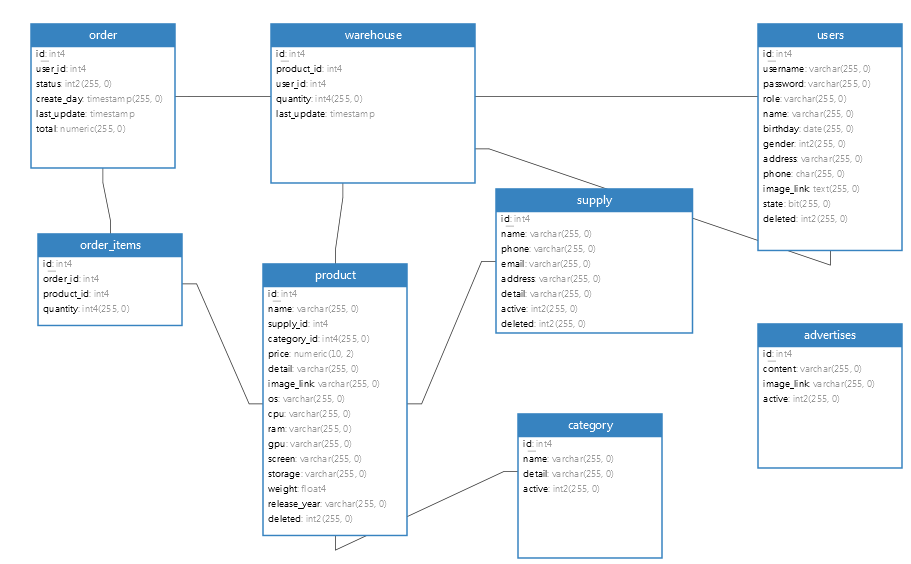 order
id: int4
user_id: int4
status: int2(255, 0)
create_day: timestamp(255, 0)
last_update: timestamp
total: numeric(255, 0)
warehouse
id: int4
product_id: int4
user_id: int4
quantity: int4(255, 0)
last_update: timestamp
users
id: int4
username: varchar(255, 0)
password: varchar(255, 0)
role: varchar(255, 0)
name: varchar(255, 0)
birthday: date(255, 0)
gender: int2(255, 0)
address: varchar(255, 0)
phone: char(255, 0)
image_link: text(255, 0)
state: bit(255, 0)
deleted: int2(255, 0)
supply
id: int4
name: varchar(255, 0)
phone: varchar(255, 0)
email: varchar(255, 0)
address: varchar(255, 0)
detail: varchar(255, 0)
active: int2(255, 0)
deleted: int2(255, 0)
order_items
id: int4
order_id: int4
product_id: int4
quantity: int4(255, 0)
product
id: int4
name: varchar(255, 0)
supply_id: int4
category_id: int4(255, 0)
price: numeric(10, 2)
detail: varchar(255, 0)
image_link: varchar(255, 0)
os: varchar(255, 0)
cpu: varchar(255, 0)
ram: varchar(255, 0)
gpu: varchar(255, 0)
screen: varchar(255, 0)
storage: varchar(255, 0)
weight: float4
release_year: varchar(255, 0)
deleted: int2(255, 0)
advertises
id: int4
content: varchar(255, 0)
image_link: varchar(255, 0)
active: int2(255, 0)
category
id: int4
name: varchar(255, 0)
detail: varchar(255, 0)
active: int2(255, 0)